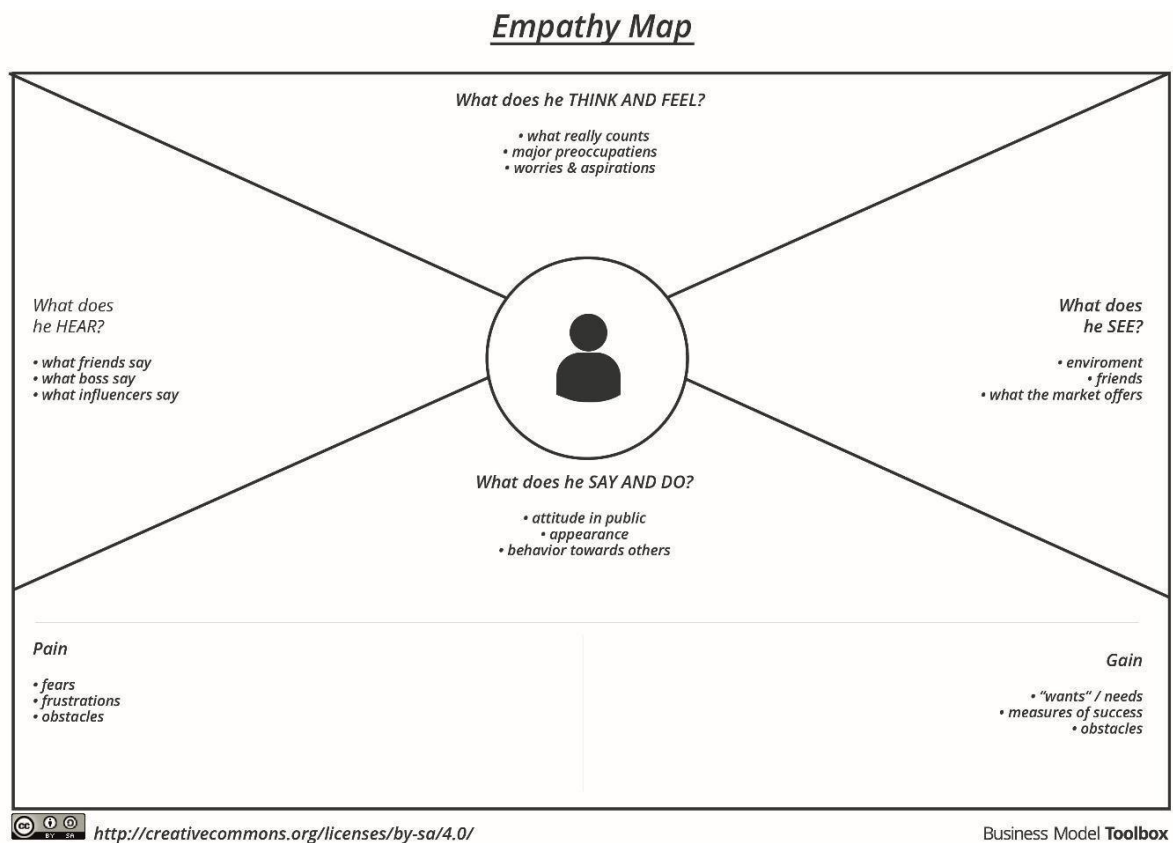 Empathy Map
What does he THINK AND FEEL?
• what really counts
• major preoccupatiens
• worries & aspirations
What does
he HEAR?
• what friends say
• what boss say
• what influencers say
What does
he SEE?
• enviroment
• friends
• what the market offers
What does he SAY AND DO?
• attitude in public
• appearance
• behavior towards others
Pain
• fears
• frustrations
• obstacles
Gain
• “wants“ / needs
• measures of success
• obstacles
cc BY SA http://creativecommons.org/licenses/by-sa/4.0/
Business Model Toolbox